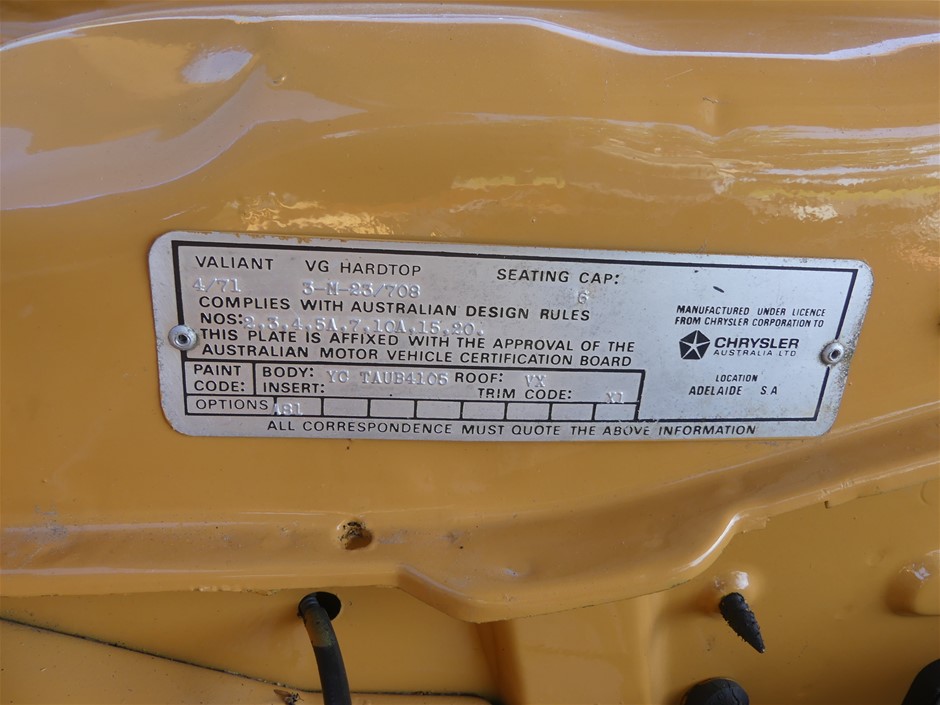 VALIANT VG HARDTOP SEATING CAP:
4/71 3-M-23/708 6
COMPLIES WITH AUSTRALIAN DESIGN RULES
NOS: 2,3,4,5A,7,10A,15,20.
THIS PLATE IS AFFIXED WITH THE APPROVAL OF THE
AUSTRALIAN MOTOR VEHICLE CERTIFICATION BOARD
MANUFACTURED UNDER LICENCE
FROM CHRYSLER CORPORATION TO
CHRYSLER
AUSTRALIA LTD.
LOCATION
ADELAIDE S A
PAINT CODE: BODY: YC TAUB4105 ROOF: VX
INSERT: TRIM CODE: X1
OPTIONS A81
ALL CORRESPONDENCE MUST QUOTE THE ABOVE INFORMATION